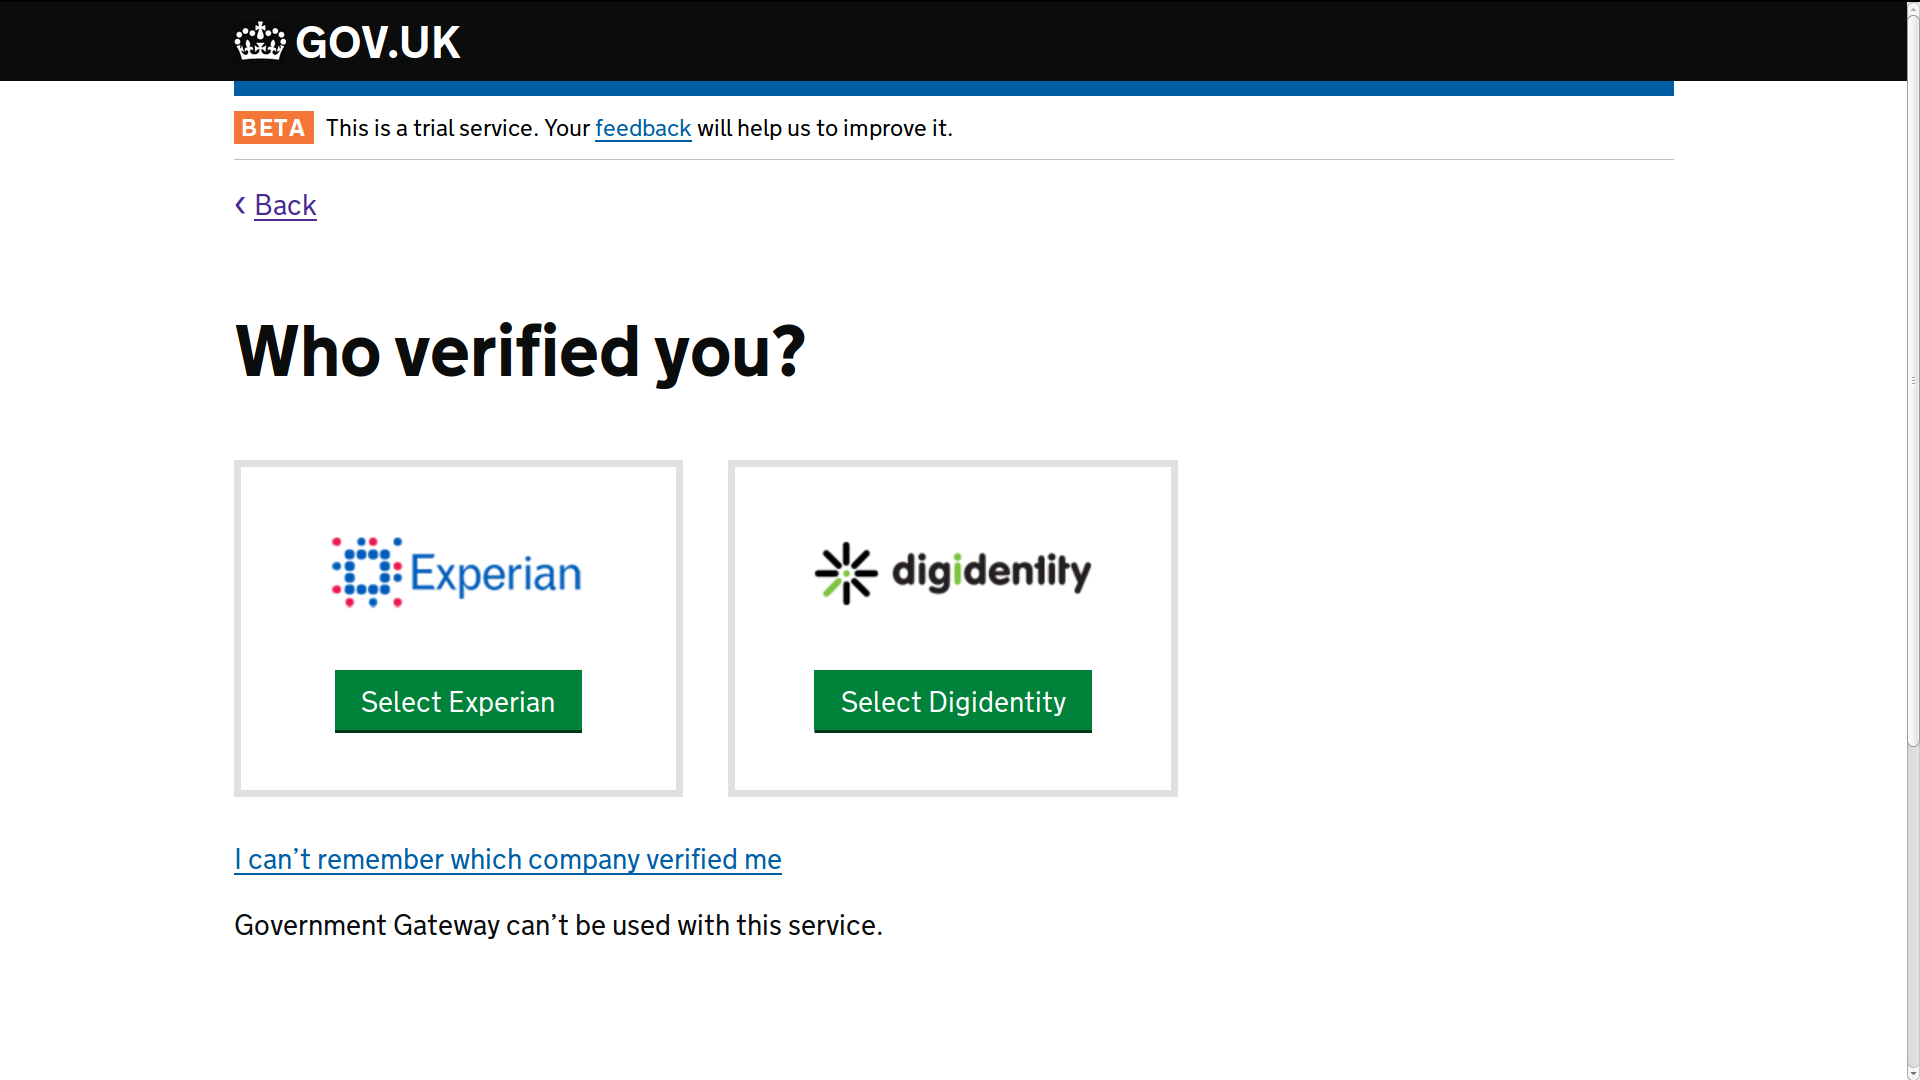 GOV.UK
BETA This is a trial service. Your feedback will help us to improve it.
‹ Back
Who verified you?
Experian
digidentity
Select Experian
Select Digidentity
I can’t remember which company verified me
Government Gateway can’t be used with this service.